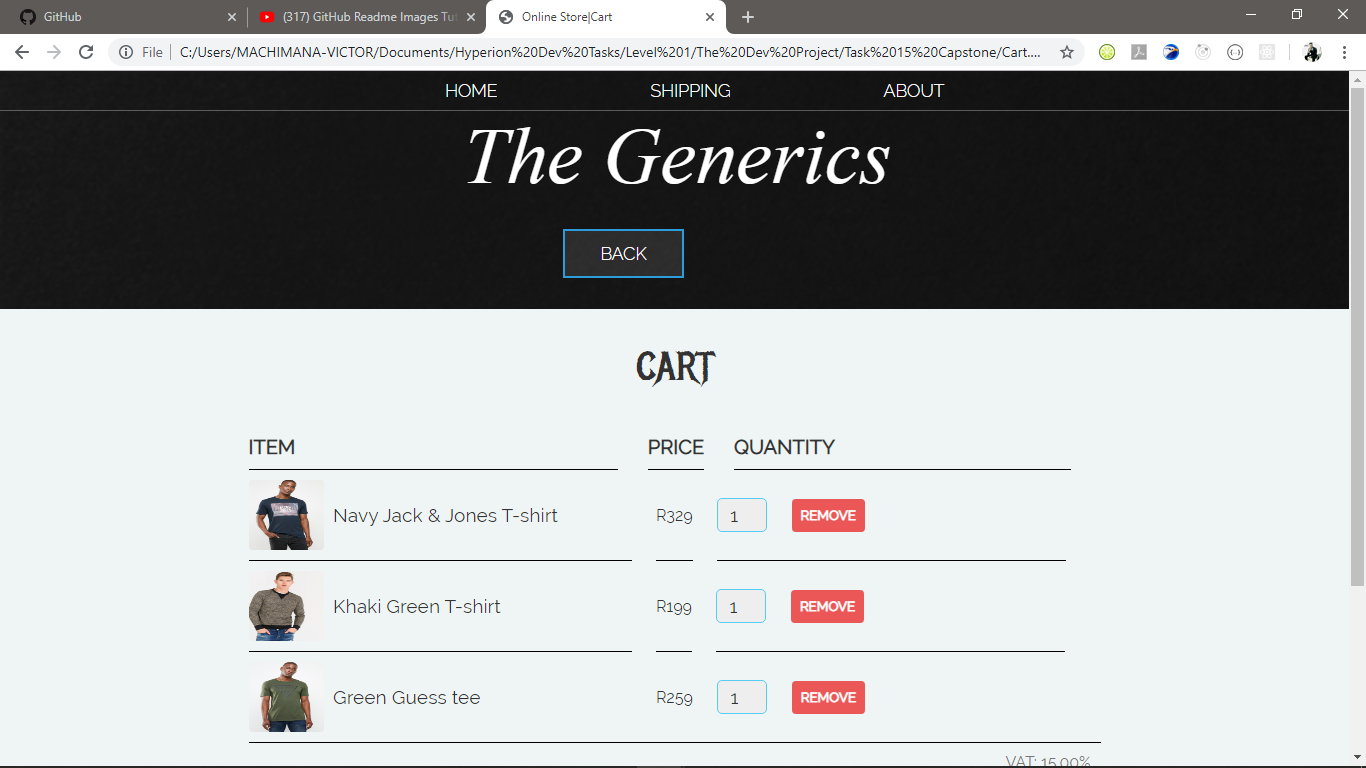 GitHub
(317) GitHub Readme Images Tut
Online Store|Cart
File
C:/Users/MACHIMANA-VICTOR/Documents/Hyperion%20Dev%20Tasks/Level%201/The%20Dev%20Project/Task%2015%20Capstone/Cart....
HOME SHIPPING ABOUT
The Generics
BACK
CART
ITEM PRICE QUANTITY
Navy Jack & Jones T-shirt R329 1 REMOVE
Khaki Green T-shirt R199 1 REMOVE
Green Guess tee R259 1 REMOVE
VAT: 15.00%